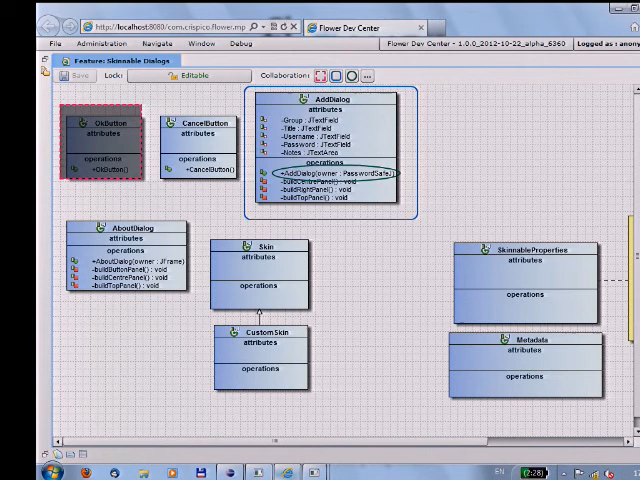 http://localhost:8080/com.crispico.flower.mp
Flower Dev Center
File Administration Window Debug
Flower Dev Center - 1.0.0_2012-10-22_alpha_6360 Logged as: anony
Feature: Skinnable Dialogs
Save Lock: Editable Collaboration:
OkButton
attributes
operations
+OkButton()
CancelButton
attributes
operations
+CancelButton()
AddDialog
attributes
-Group : JTextField
-Title : JTextField
-Username : JTextField
-Password : JTextField
-Notes : JTextArea
operations
+AddDialog(owner : PasswordSafeJ)
-buildCentrePanel() : void
-buildRightPanel() : void
-buildTopPanel() : void
AboutDialog
attributes
operations
+AboutDialog(owner : JFrame)
-buildButtonPanel() : void
-buildCentrePanel() : void
-buildTopPanel() : void
Skin
attributes
operations
SkinnableProperties
attributes
operations
CustomSkin
attributes
operations
Metadata
attributes
operations
EN (2:28)